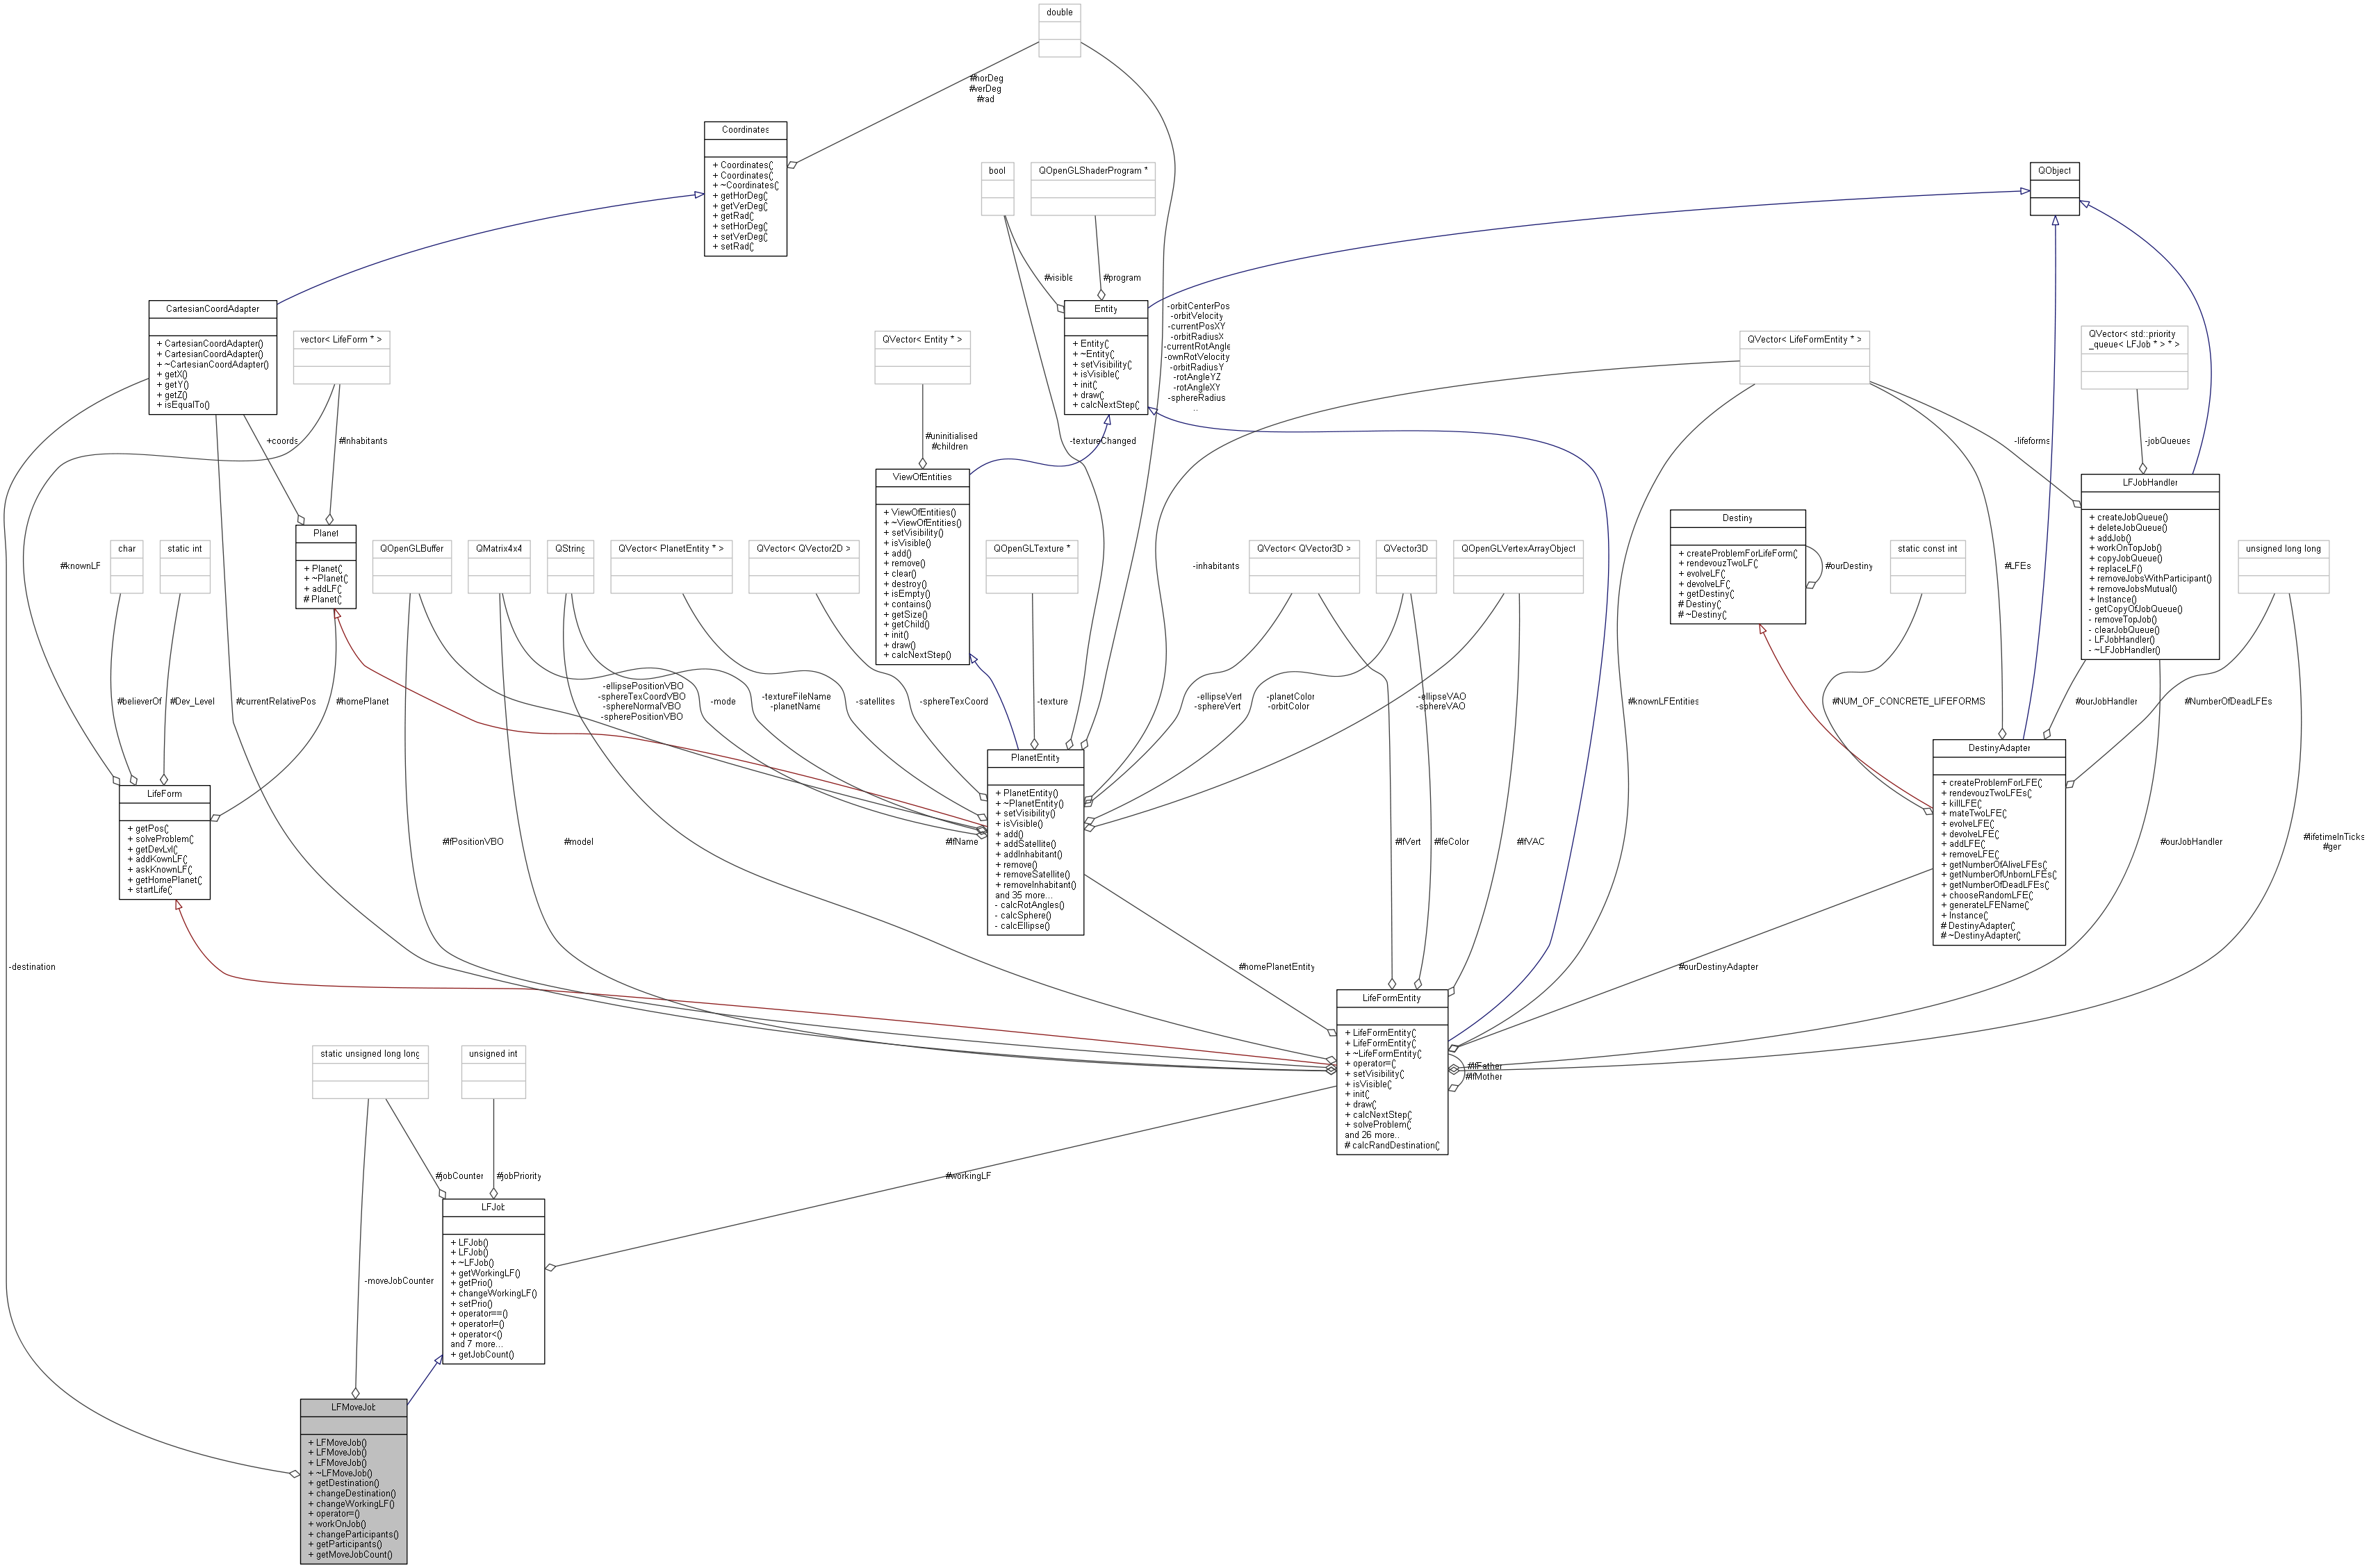 double
#horDeg
#verDeg
#rad
Coordinates
+ Coordinates()
+ Coordinates()
+ ~Coordinates()
+ getHorDeg()
+ getVerDeg()
+ getRad()
+ setHorDeg()
+ setVerDeg()
+ setRad()
bool
QOpenGLShaderProgram *
QObject
#visible
#program
CartesianCoordAdapter
+ CartesianCoordAdapter()
+ CartesianCoordAdapter()
+ ~CartesianCoordAdapter()
+ getX()
+ getY()
+ getZ()
+ isEqualTo()
vector< LifeForm * >
QVector< Entity * >
Entity
+ Entity()
+ ~Entity()
+ setVisibility()
+ isVisible()
+ init()
+ draw()
+ calcNextStep()
-orbitCenterPos
-orbitVelocity
-currentPosXY
-orbitRadiusX
-currentRotAngle
-ownRotVelocity
-orbitRadiusY
-rotAngleYZ
-rotAngleXY
-sphereRadius
...
QVector< LifeFormEntity * >
QVector< std::priority
_queue< LFJob * > * >
+coords
#Inhabitants
#uninitialised
#children
-textureChanged
-lifeforms
-jobQueues
ViewOfEntities
+ ViewOfEntities()
+ ~ViewOfEntities()
+ setVisibility()
+ isVisible()
+ add()
+ remove()
+ clear()
+ destroy()
+ isEmpty()
+ contains()
+ getSize()
+ getChild()
+ init()
+ draw()
+ calcNextStep()
LFJobHandler
+ createJobQueue()
+ deleteJobQueue()
+ addJob()
+ workOnTopJob()
+ copyJobQueue()
+ replaceLF()
+ removeJobsWithParticipant()
+ removeJobsMutual()
+ Instance()
- getCopyOfJobQueue()
- removeTopJob()
- clearJobQueue()
- LFJobHandler()
- ~LFJobHandler()
Destiny
+ createProblemForLifeForm()
+ rendevouzTwoLF()
+ evolveLF()
+ devolveLF()
+ getDestiny()
# Destiny()
# ~Destiny()
#ourDestiny
Planet
+ Planet()
+ ~Planet()
+ addLF()
# Planet()
#knownLF
char
static int
QOpenGLBuffer
QMatrix4x4
QString
QVector< PlanetEntity * >
QVector< QVector2D >
QOpenGLTexture *
-inhabitants
QVector< QVector3D >
QVector3D
QOpenGLVertexArrayObject
static const int
#LFEs
unsigned long long
#believerOf
#Dev_Level
#currentRelativePos
#homePlanet
-ellipsePositionVBO
-sphereTexCoordVBO
-sphereNormalVBO
-spherePositionVBO
-mode
-textureFileName
-planetName
-satellites
-sphereTexCoord
-texture
-ellipseVert
-sphereVert
-planetColor
-orbitColor
-ellipseVAO
-sphereVAO
#knownLFEntities
#NUM_OF_CONCRETE_LIFEFORMS
#ourJobHandler
#NumberOfDeadLFEs
PlanetEntity
+ PlanetEntity()
+ ~PlanetEntity()
+ setVisibility()
+ isVisible()
+ add()
+ addSatellite()
+ addInhabitant()
+ remove()
+ removeSatellite()
+ removeInhabitant()
and 35 more...
- calcRotAngles()
- calcSphere()
- calcEllipse()
DestinyAdapter
+ createProblemForLFE()
+ rendevouzTwoLFEs()
+ killLFE()
+ mateTwoLFE()
+ evolveLFE()
+ devolveLFE()
+ addLFE()
+ removeLFE()
+ getNumberOfAliveLFEs()
+ getNumberOfUnbornLFEs()
+ getNumberOfDeadLFEs()
+ chooseRandomLFE()
+ generateLFEName()
+ Instance()
# DestinyAdapter()
# ~DestinyAdapter()
LifeForm
+ getPos()
+ solveProblem()
+ getDevLvl()
+ addKownLF()
+ askKnownLF()
+ getHomePlanet()
+ startLife()
#lfPositionVBO
#model
#lfName
#lfVert
#lfeColor
#lfVAC
#ourJobHandler
#lifetimeInTicks
#ger
-destination
#homePlanetEntity
#ourDestinyAdapter
LifeFormEntity
+ LifeFormEntity()
+ LifeFormEntity()
+ ~LifeFormEntity()
+ operator=()
+ setVisibility()
+ isVisible()
+ init()
+ draw()
+ calcNextStep()
+ solveProblem()
and 26 more...
# calcRandDestination()
#lfFather
#lfMother
static unsigned long long
unsigned int
#jobCounter
#jobPriority
#workingLF
LFJob
+ LFJob()
+ LFJob()
+ ~LFJob()
+ getWorkingLF()
+ getPrio()
+ changeWorkingLF()
+ setPrio()
+ operator==()
+ operator!=()
+ operator<()
and 7 more...
+ getJobCount()
-moveJobCounter
LFMoveJob
+ LFMoveJob()
+ LFMoveJob()
+ LFMoveJob()
+ ~LFMoveJob()
+ getDestination()
+ changeDestination()
+ changeWorkingLF()
+ operator=()
+ workOnJob()
+ changeParticipants()
+ getParticipants()
+ getMoveJobCount()